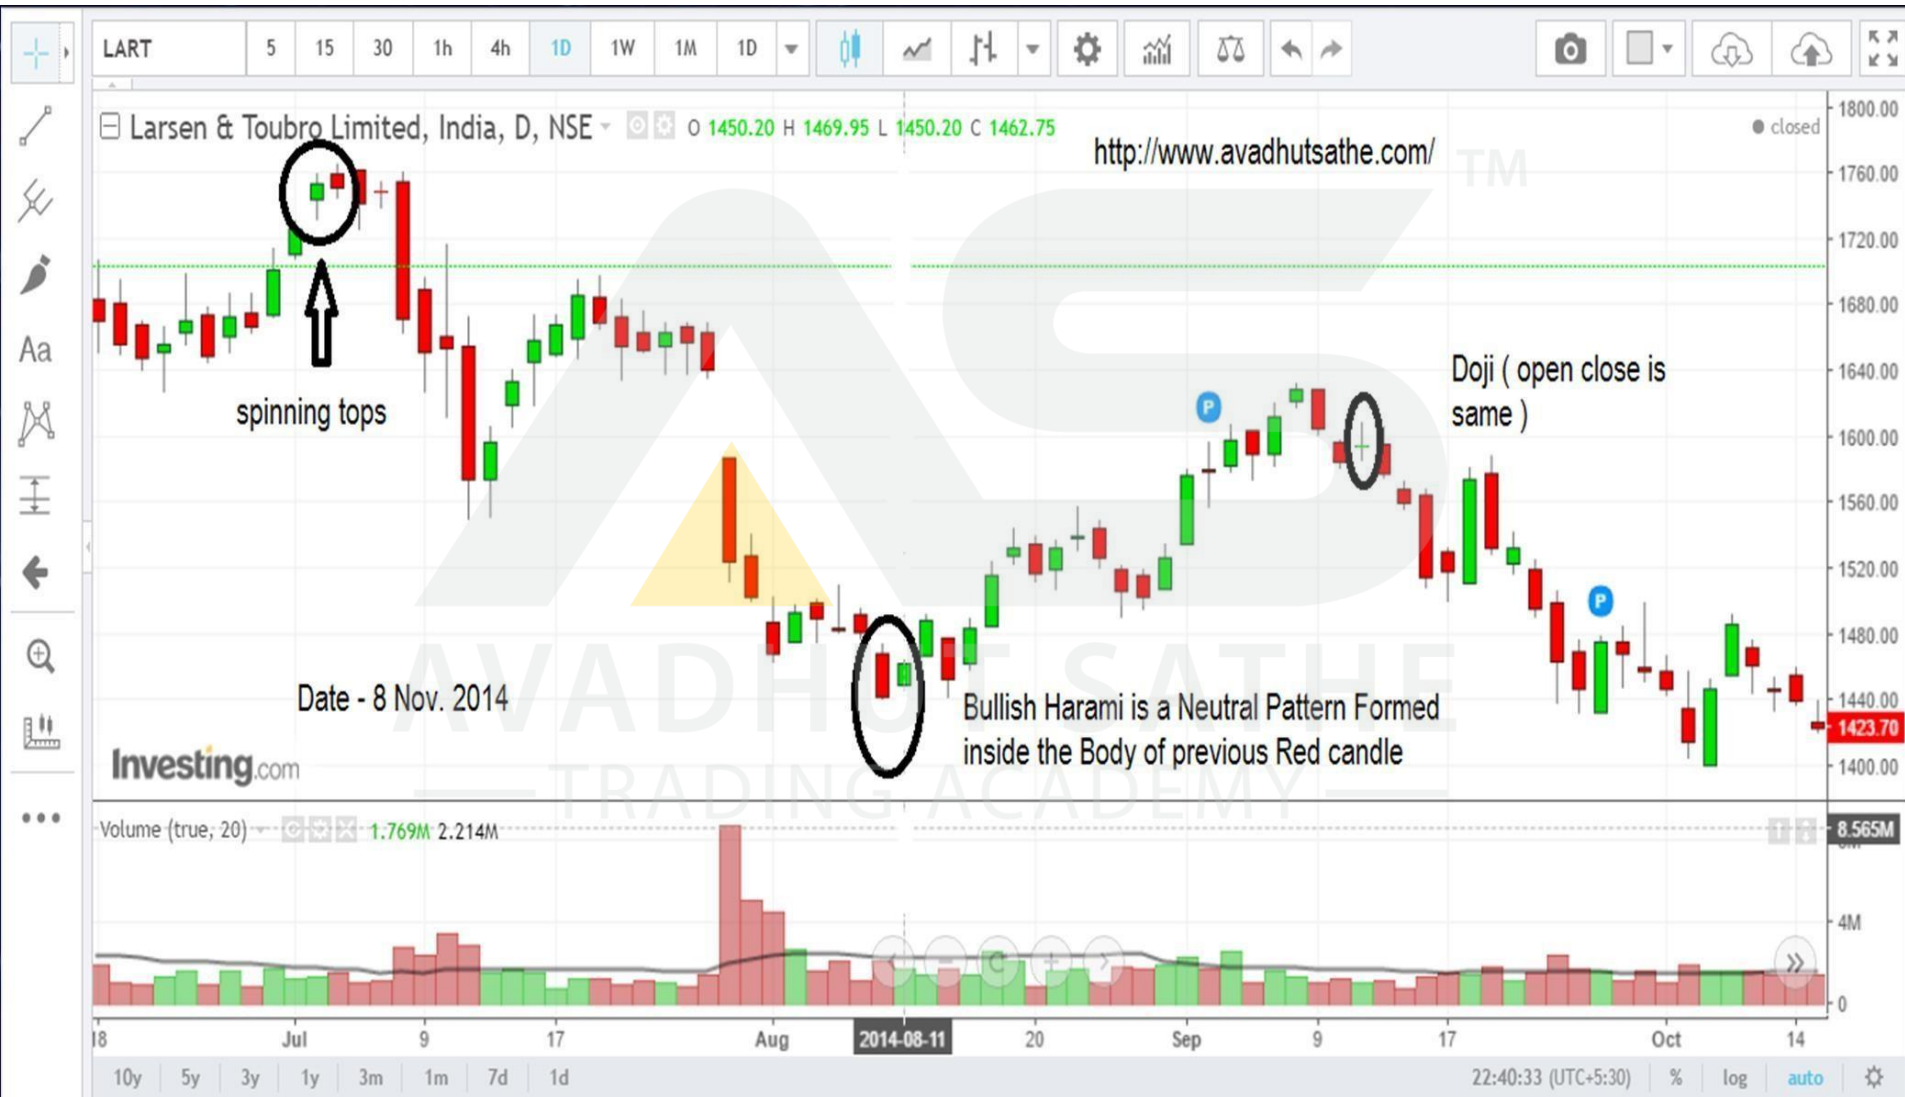 LART 5 15 30 1h 4h 1D 1W 1M 1D
Aa
Larsen & Toubro Limited, India, D, NSE O 1450.20 H 1469.95 L 1450.20 C 1462.75
closed
http://www.avadhutsathe.com/
TM
1800.00
1760.00
1720.00
1680.00
1640.00
1600.00
1560.00
1520.00
1480.00
1440.00
1423.70
1400.00
spinning tops
Doji ( open close is
same )
P
P
AVADHUT SATHE
TRADING ACADEMY
Date - 8 Nov. 2014
Bullish Harami is a Neutral Pattern Formed
inside the Body of previous Red candle
Investing.com
Volume (true, 20) 1.769M 2.214M
8.565M
4M
0
18 Jul 9 17 Aug 2014-08-11 20 Sep 9 17 Oct 14
10y 5y 3y 1y 3m 1m 7d 1d 22:40:33 (UTC+5:30) % log auto